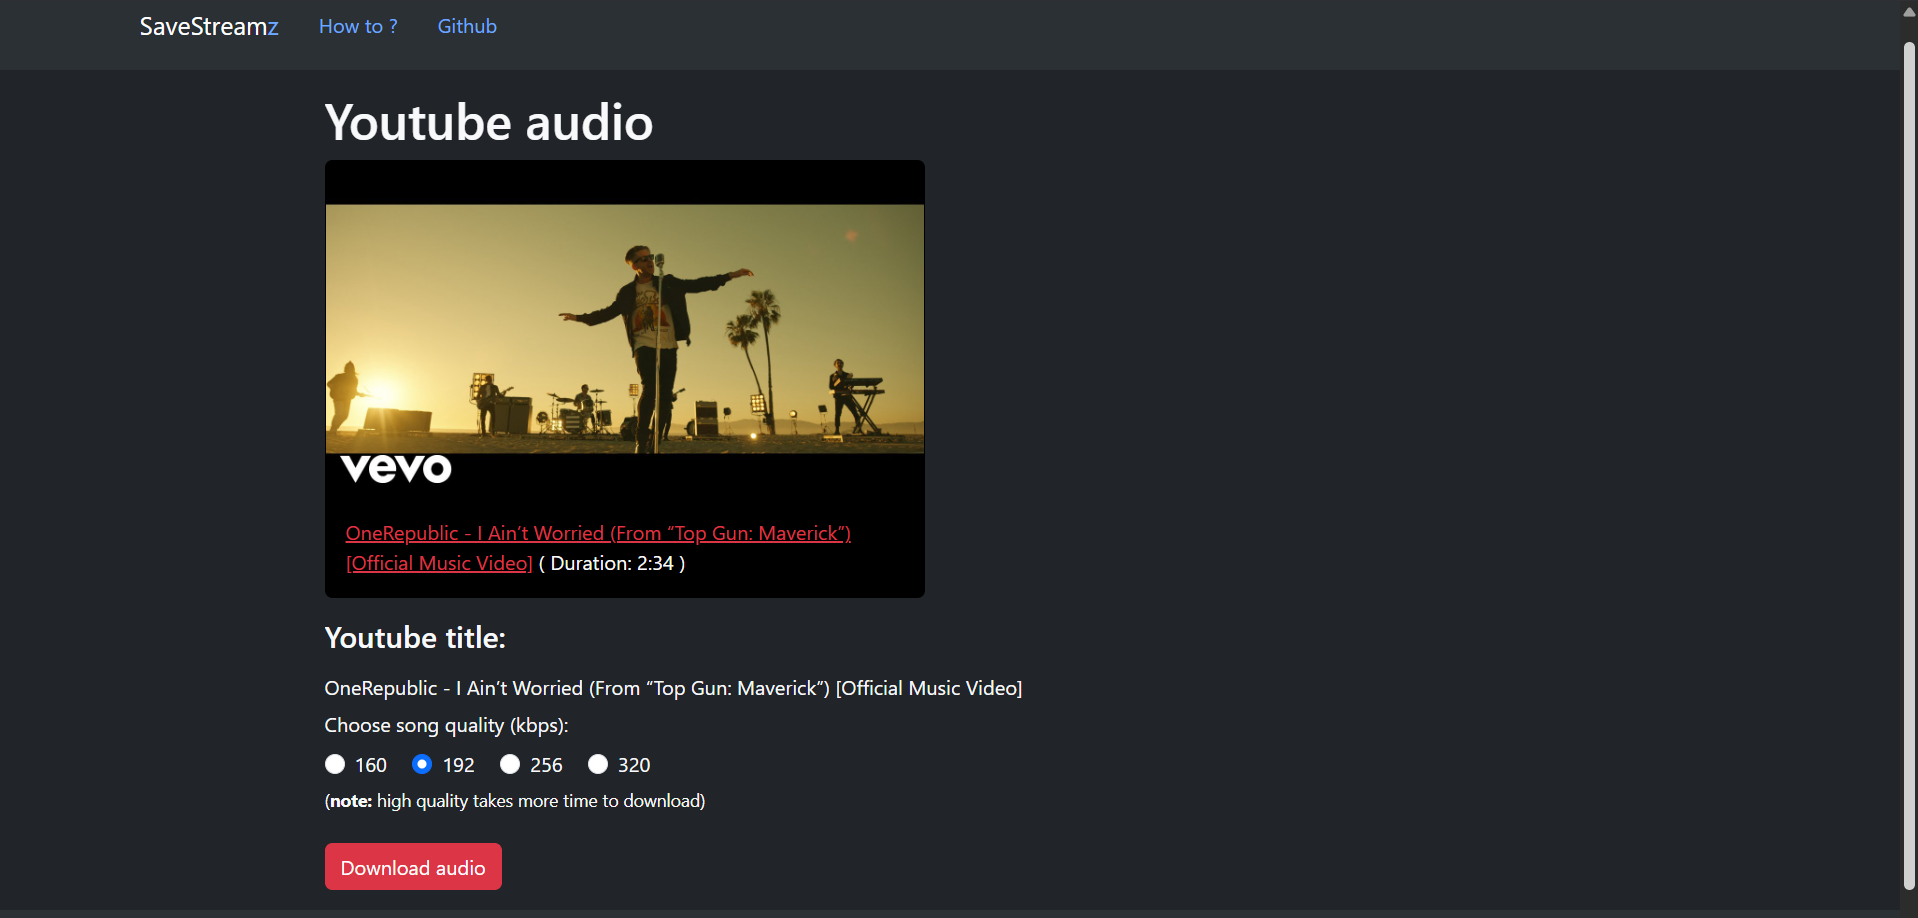 SaveStreamz How to ? Github
Youtube audio
vevo
OneRepublic - I Ain’t Worried (From “Top Gun: Maverick”)
[Official Music Video] ( Duration: 2:34 )
Youtube title:
OneRepublic - I Ain’t Worried (From “Top Gun: Maverick”) [Official Music Video]
Choose song quality (kbps):
160 192 256 320
(note: high quality takes more time to download)
Download audio